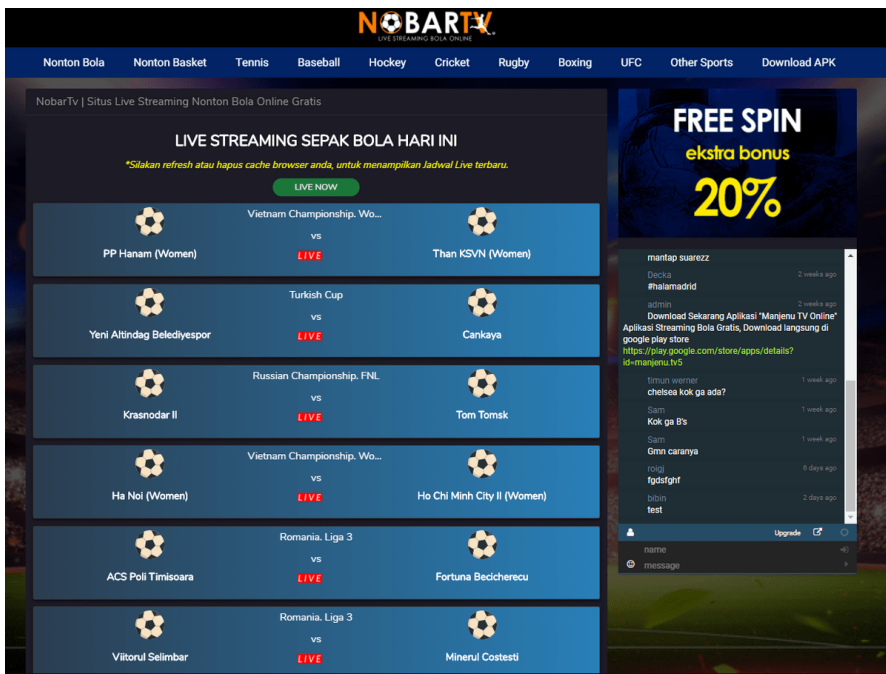 NOBARTV.
LIVE STREAMING BOLA ONLINE
Nonton Bola Nonton Basket Tennis Baseball Hockey Cricket Rugby Boxing UFC Other Sports Download APK
NobarTv | Situs Live Streaming Nonton Bola Online Gratis
LIVE STREAMING SEPAK BOLA HARI INI
*Silakan refresh atau hapus cache browser anda, untuk menampilkan Jadwal Live terbaru.
LIVE NOW
Vietnam Championship. Wo...
vs
PP Hanam (Women) LIVE Than KSVN (Women)
Turkish Cup
vs
Yeni Altindag Belediyespor LIVE Cankaya
Russian Championship. FNL
vs
Krasnodar II LIVE Tom Tomsk
Vietnam Championship. Wo...
vs
Ha Noi (Women) LIVE Ho Chi Minh City II (Women)
Romania. Liga 3
vs
ACS Poli Timisoara LIVE Fortuna Becicherecu
Romania. Liga 3
vs
Viitorul Selimbar LIVE Minerul Costesti
FREE SPIN
ekstra bonus
20%
mantap suarezz
Decka 2 weeks ago
#halamadrid
admin 2 weeks ago
Download Sekarang Aplikasi "Manjenu TV Online"
Aplikasi Streaming Bola Gratis, Download langsung di
google play store
https://play.google.com/store/apps/details?
id=manjenu.tv5
timun werner 1 week ago
chelsea kok ga ada?
Sam 1 week ago
Kok ga B's
Sam 1 week ago
Gmn caranya
roigj 6 days ago
fgdsfghf
bibin 2 days ago
test
Upgrade
name
message